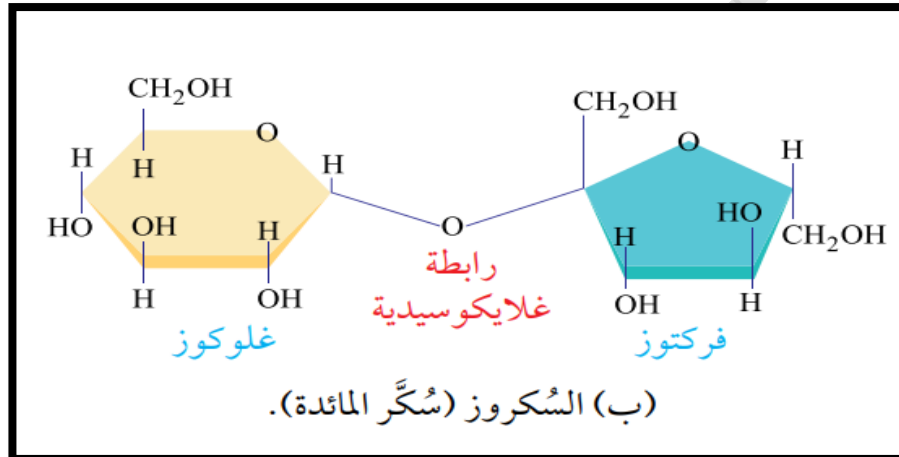 CH₂OH
CH₂OH
O
O
H
H
H
H
H
HO
OH
H
HO
O
H
CH₂OH
H
OH
OH
H
رابطة
غلايكوسيدية
غلوكوز
فركتوز
(ب) السُكروز (سُكَّر المائدة).